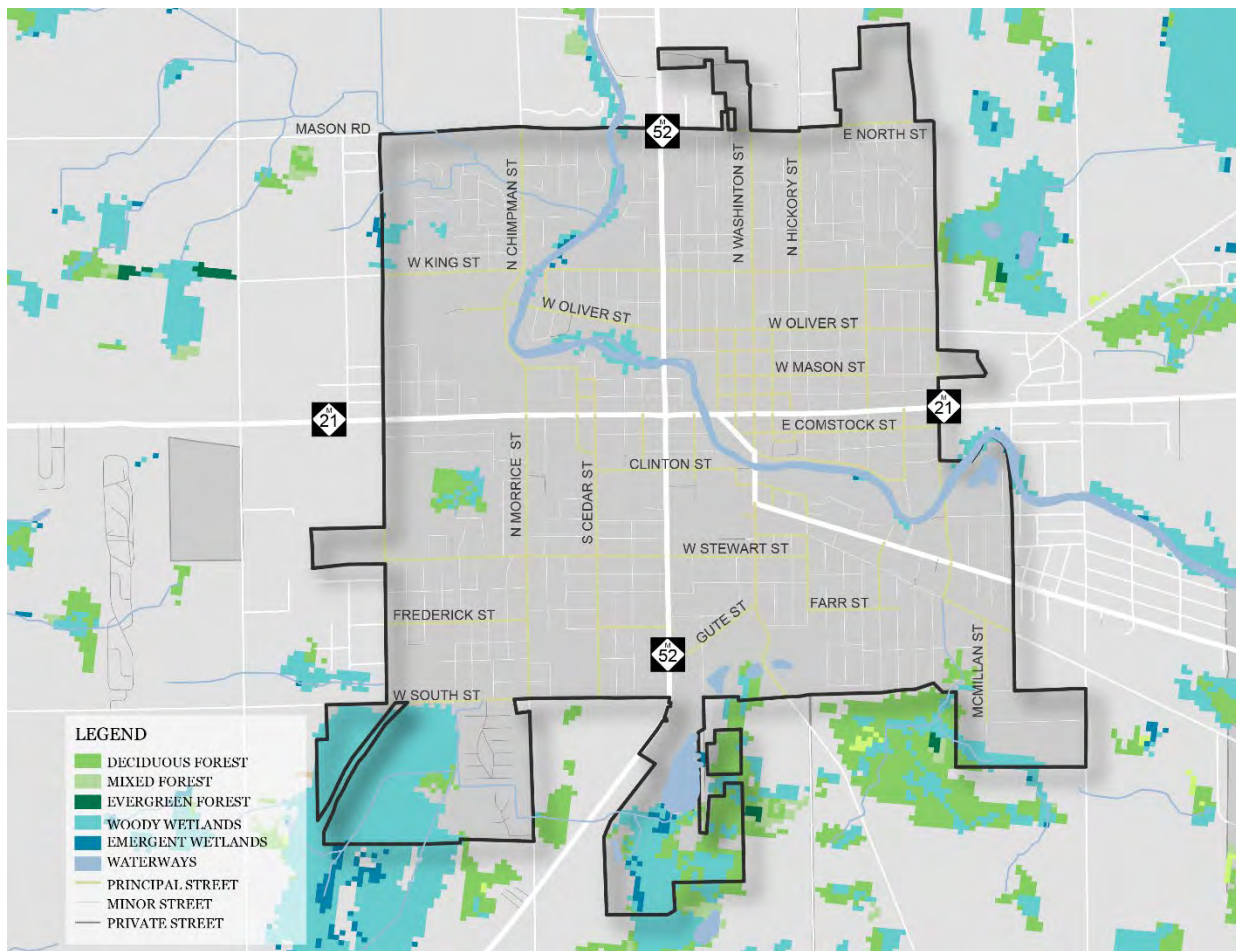 M
52
MASON RD
E NORTH ST
N CHIMPMAN ST
N WASHINTON ST
N HICKORY ST
W KING ST
W OLIVER ST
W OLIVER ST
W MASON ST
M
21
M
21
E COMSTOCK ST
CLINTON ST
N MORRICE ST
S CEDAR ST
W STEWART ST
FREDERICK ST
FARR ST
GUTE ST
M
52
MCMILLAN ST
W SOUTH ST
LEGEND
DECIDUOUS FOREST
MIXED FOREST
EVERGREEN FOREST
WOODY WETLANDS
EMERGENT WETLANDS
WATERWAYS
PRINCIPAL STREET
MINOR STREET
PRIVATE STREET